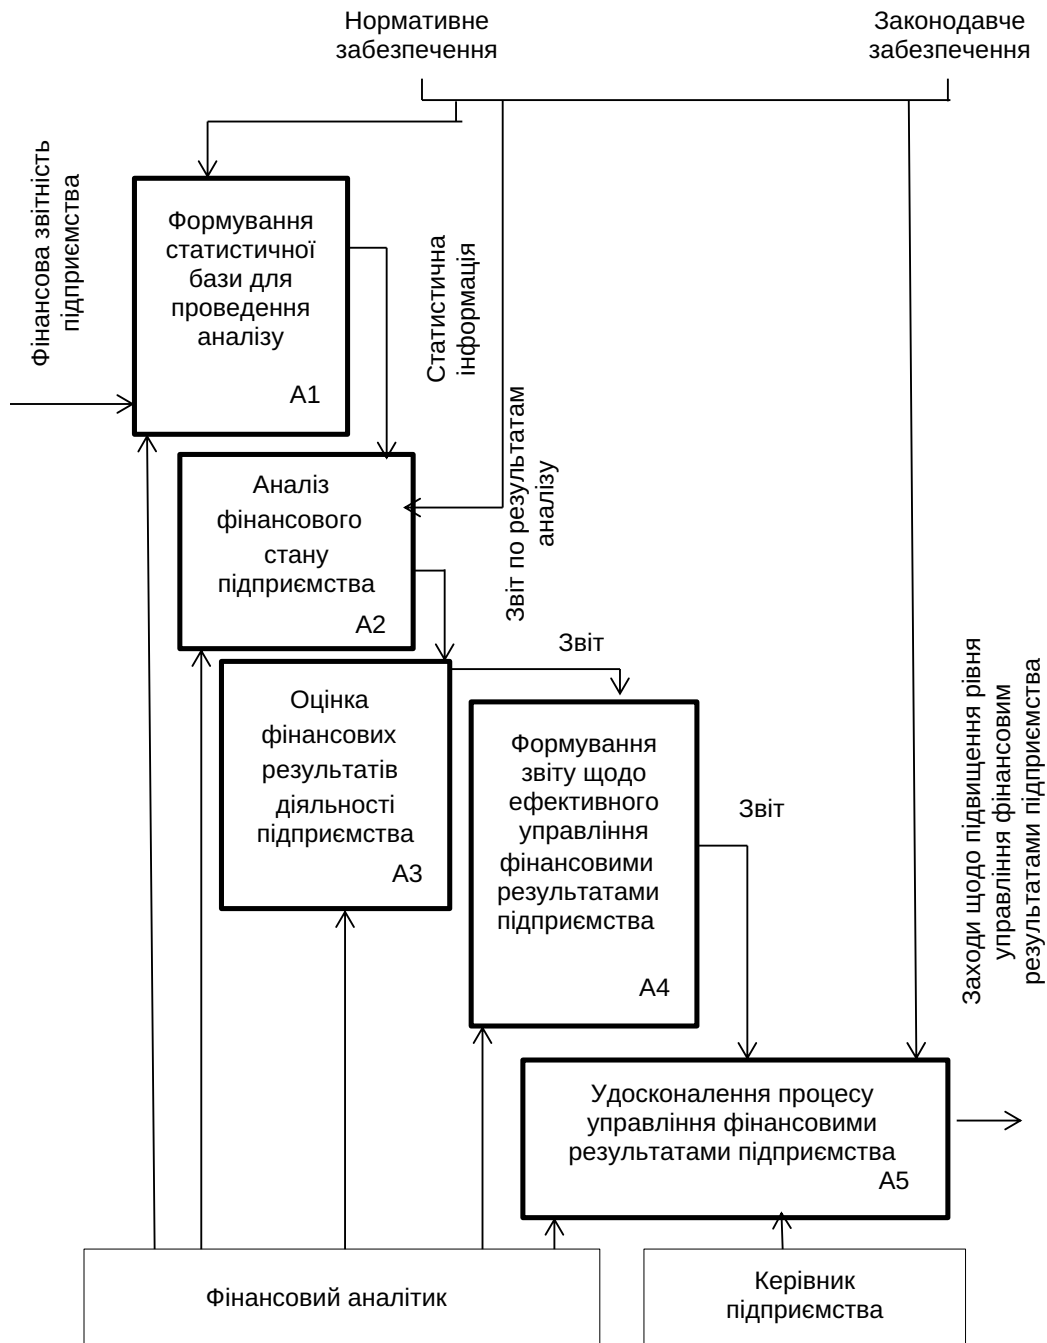 Нормативне
забезпечення
Законодавче
забезпечення
Фінансова звітність
підприємства
Формування
статистичної
бази для
проведення
аналізу
А1
Статистична
інформація
Аналіз
фінансового
стану
підприємства
А2
Звіт по результатам
аналізу
Звіт
Оцінка
фінансових
результатів
діяльності
підприємства
А3
Формування
звіту щодо
ефективного
управління
фінансовими
результатами
підприємства
А4
Звіт
Заходи щодо підвищення рівня
управління фінансовим
результатами підприємства
Удосконалення процесу
управління фінансовими
результатами підприємства
А5
Фінансовий аналітик
Керівник
підприємства